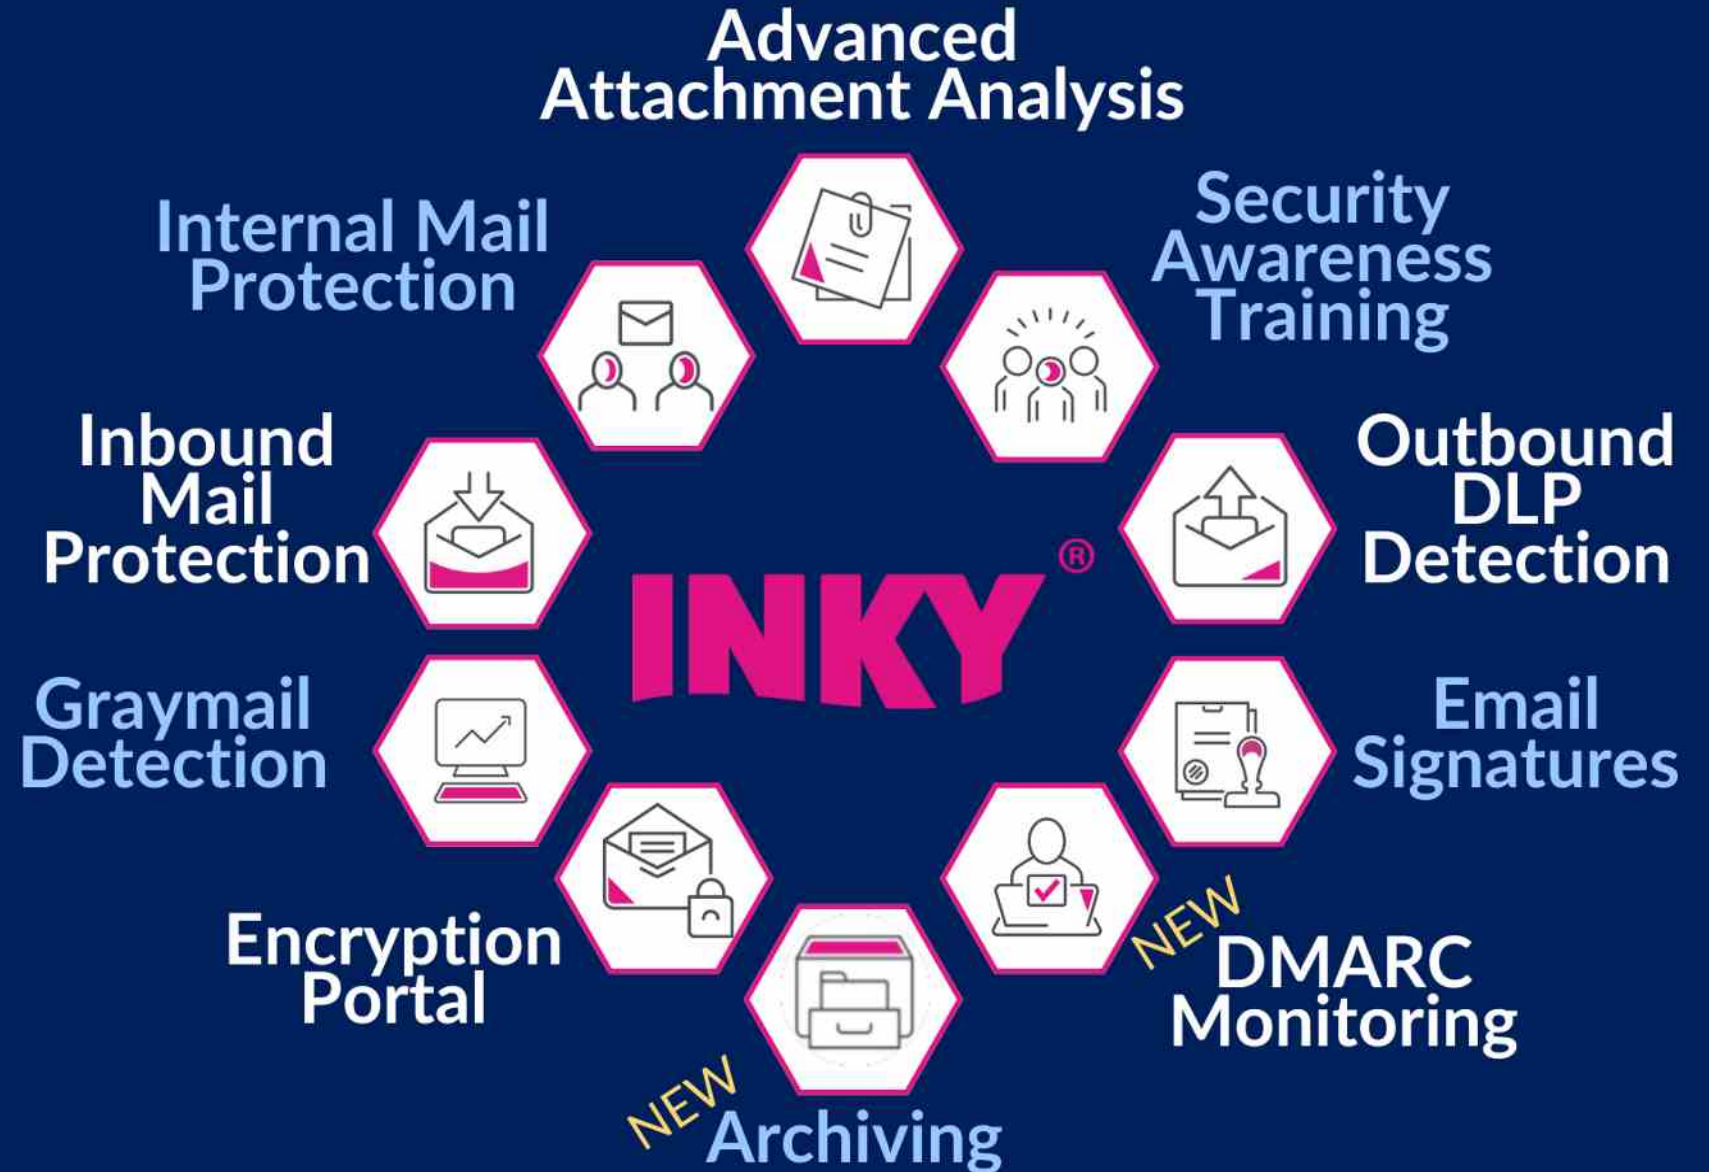 Advanced
Attachment Analysis
Internal Mail
Protection
Security
Awareness
Training
Inbound
Mail
Protection
Outbound
DLP
Detection
INKY®
Graymail
Detection
Email
Signatures
Encryption
Portal
NEW
DMARC
Monitoring
NEW
Archiving